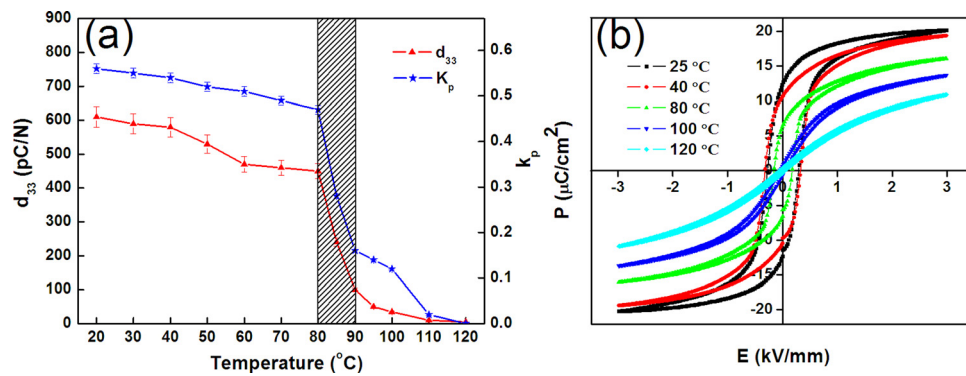 (a)
d₃₃ (pC/N)
900
800
700
600
500
400
300
200
100
0
d₃₃
Kₚ
0.6
0.5
0.4
0.3
0.2
0.1
0.0
kₚ
20 30 40 50 60 70 80 90 100 110 120
Temperature (°C)
(b)
P (μC/cm²)
25 °C
40 °C
80 °C
100 °C
120 °C
20
15
10
5
0
-5
-10
-15
-20
-3 -2 -1 0 1 2 3
E (kV/mm)